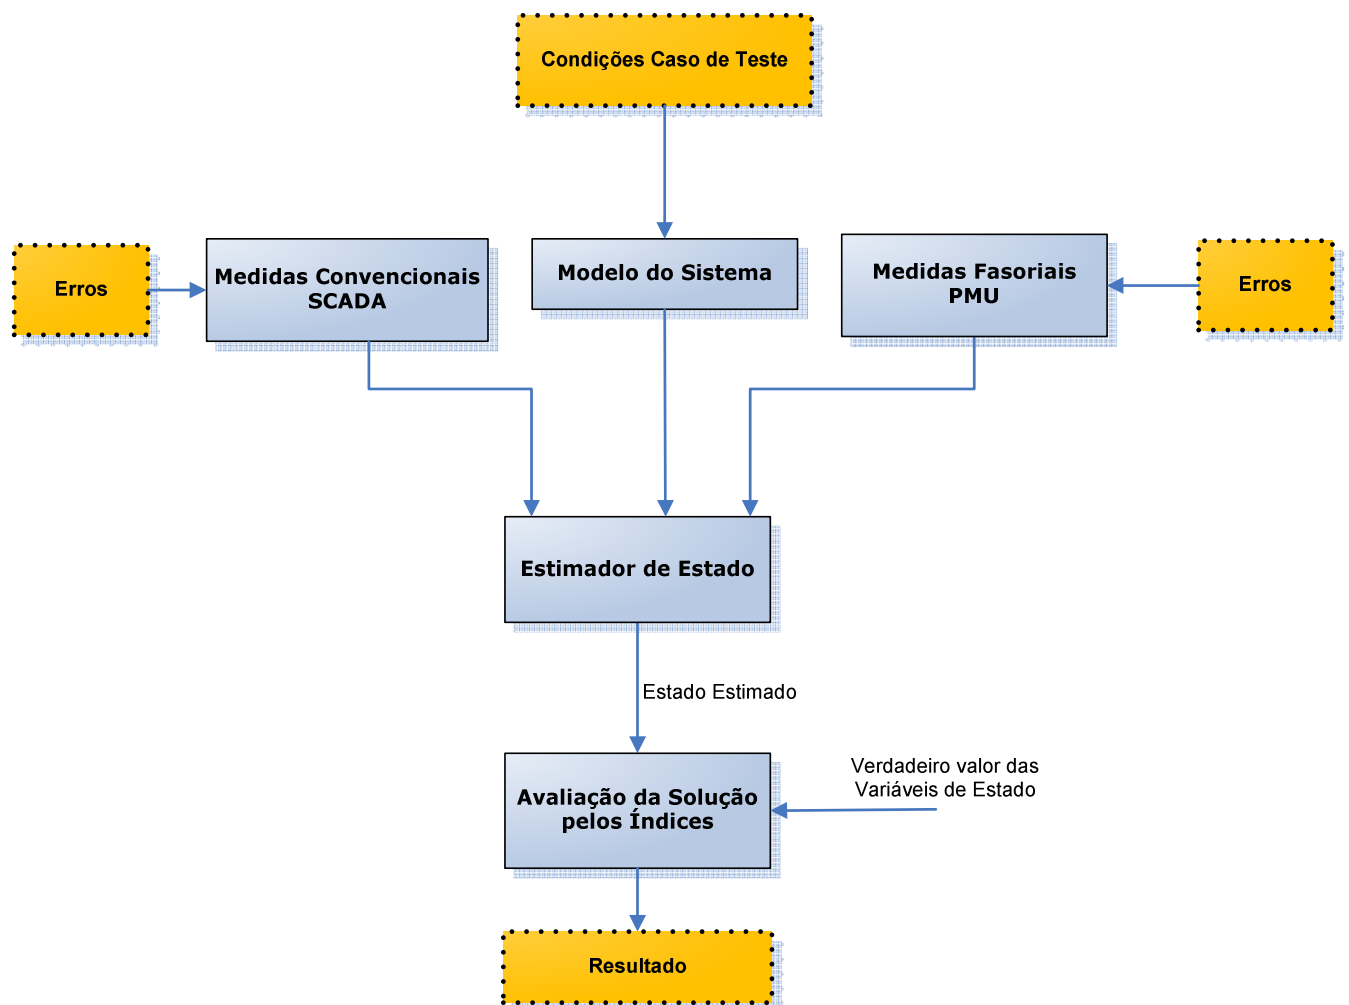 Condições Caso de Teste
Erros
Medidas Convencionais
SCADA
Modelo do Sistema
Medidas Fasoriais
PMU
Erros
Estimador de Estado
Estado Estimado
Avaliação da Solução
pelos Índices
Verdadeiro valor das
Variáveis de Estado
Resultado